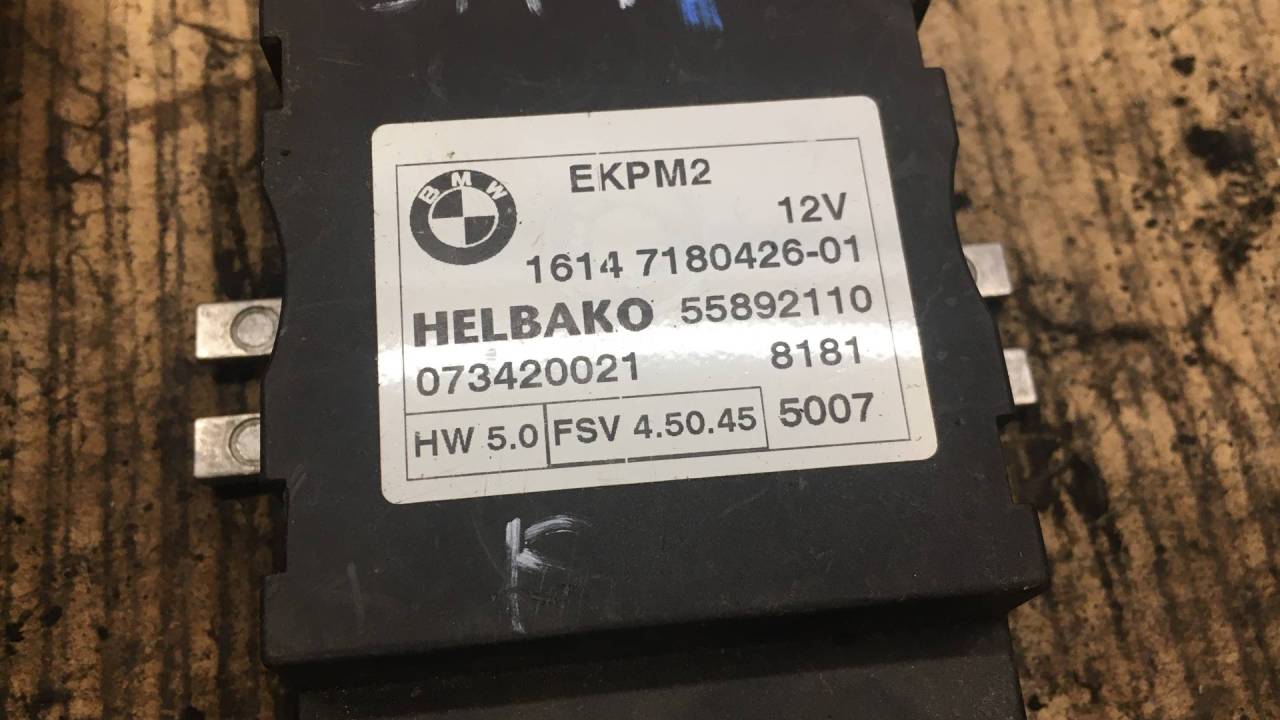 BMW
EKPM2
12V
1614 7180426-01
HELBAKO 55892110
073420021 8181
HW 5.0 FSV 4.50.45 5007
K